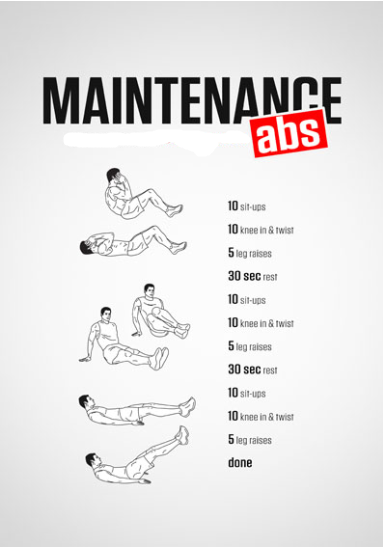 MAINTENANCE
abs
10 sit-ups
10 knee in & twist
5 leg raises
30 sec rest
10 sit-ups
10 knee in & twist
5 leg raises
30 sec rest
10 sit-ups
10 knee in & twist
5 leg raises
done